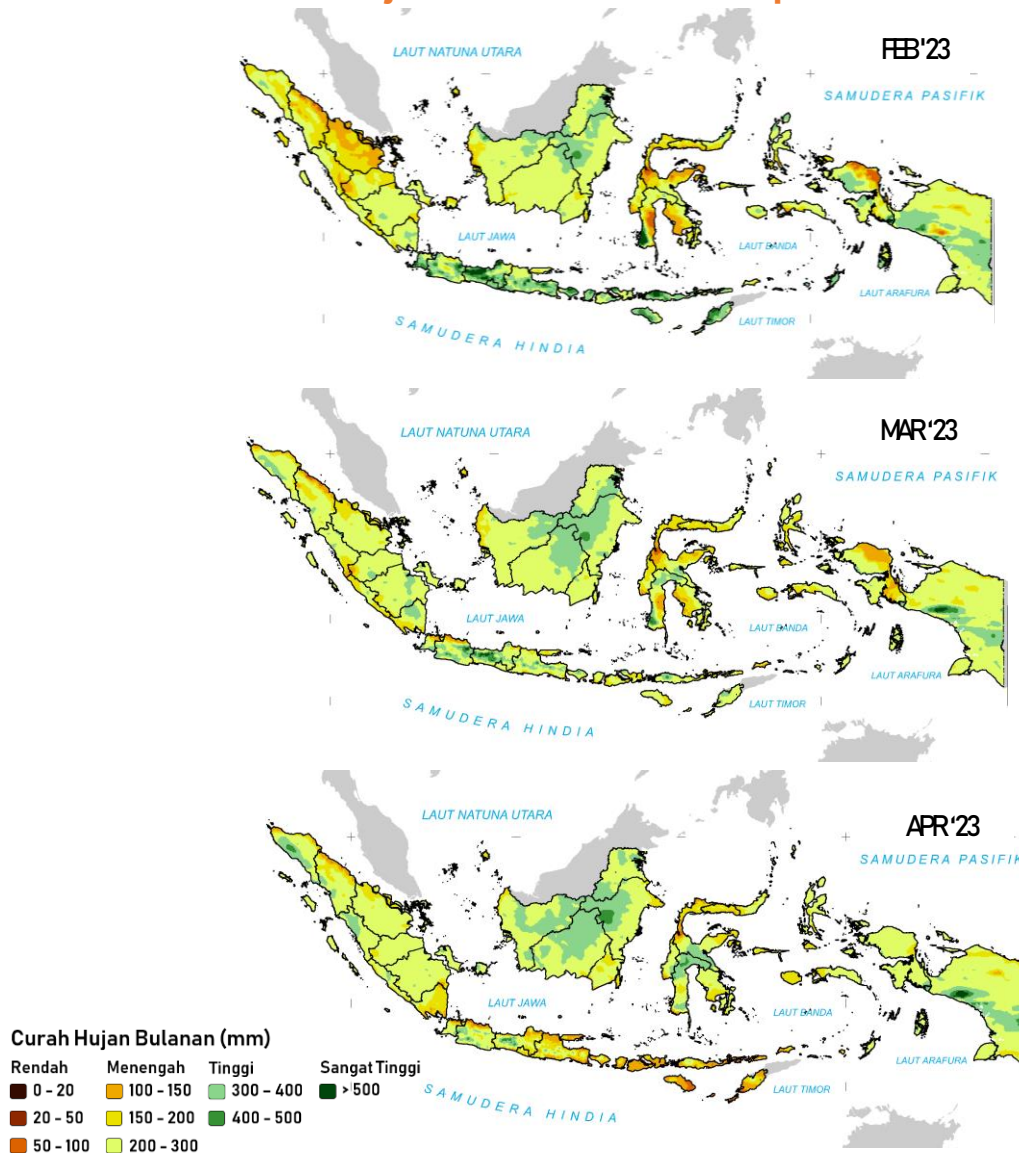 FEB'23
LAUT NATUNA UTARA
SAMUDERA PASIFIK
LAUT JAWA
LAUT BANDA
LAUT ARAFURA
LAUT TIMOR
SAMUDERA HINDIA
MAR'23
LAUT NATUNA UTARA
SAMUDERA PASIFIK
LAUT JAWA
LAUT BANDA
LAUT ARAFURA
LAUT TIMOR
SAMUDERA HINDIA
APR'23
LAUT NATUNA UTARA
SAMUDERA PASIFIK
LAUT JAWA
LAUT BANDA
LAUT ARAFURA
LAUT TIMOR
SAMUDERA HINDIA
Curah Hujan Bulanan (mm)
Rendah Menengah Tinggi Sangat Tinggi
0 - 20 100 - 150 300 - 400 >500
20 - 50 150 - 200 400 - 500
50 - 100 200 - 300